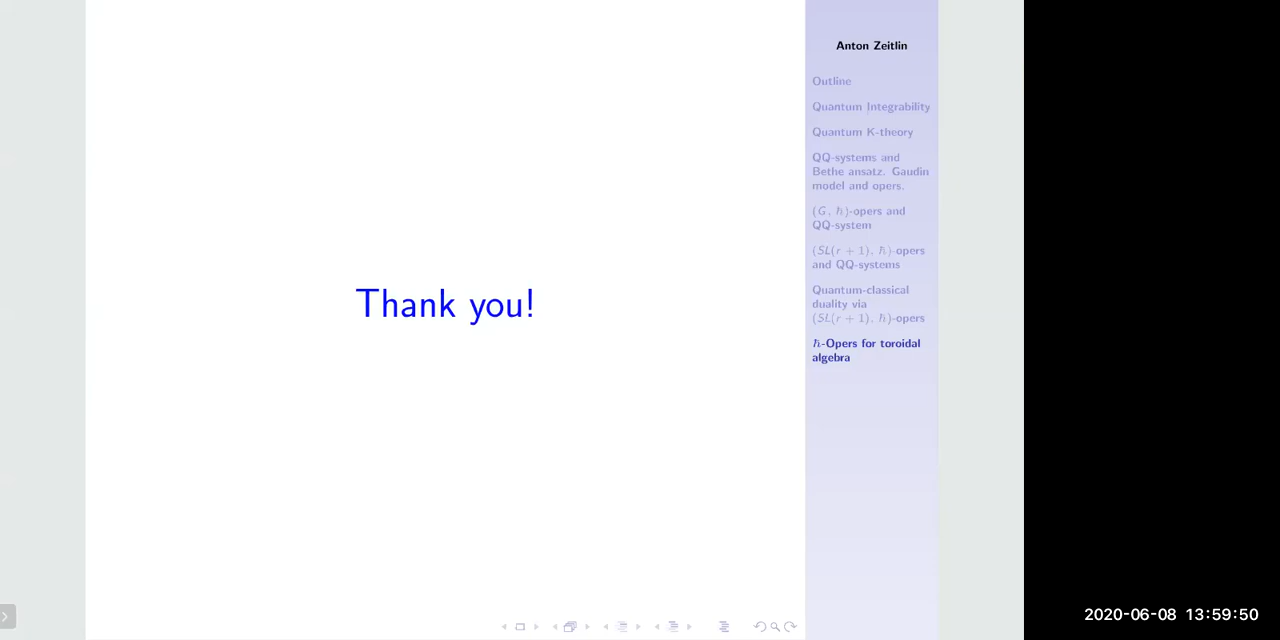 Thank you!
Anton Zeitlin
Outline
Quantum Integrability
Quantum K-theory
QQ-systems and
Bethe ansatz. Gaudin
model and opers.
(G, ℏ)-opers and
QQ-system
(SL(r + 1), ℏ)-opers
and QQ-systems
Quantum-classical
duality via
(SL(r + 1), ℏ)-opers
ℏ-Opers for toroidal
algebra
2020-06-08 13:59:50